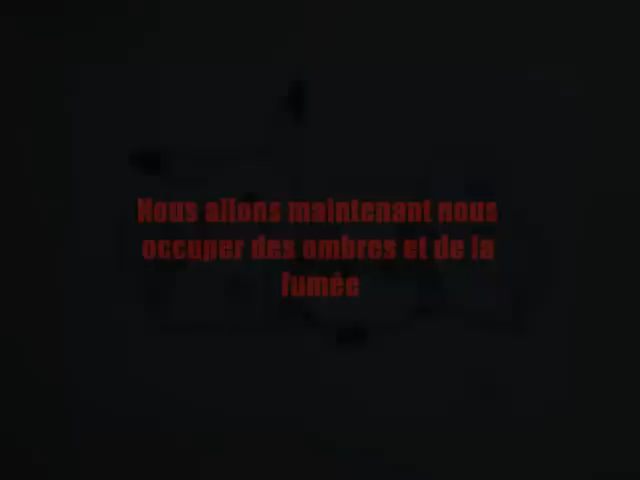 Nous allons maintenant nous
occuper des ombres et de la
fumée